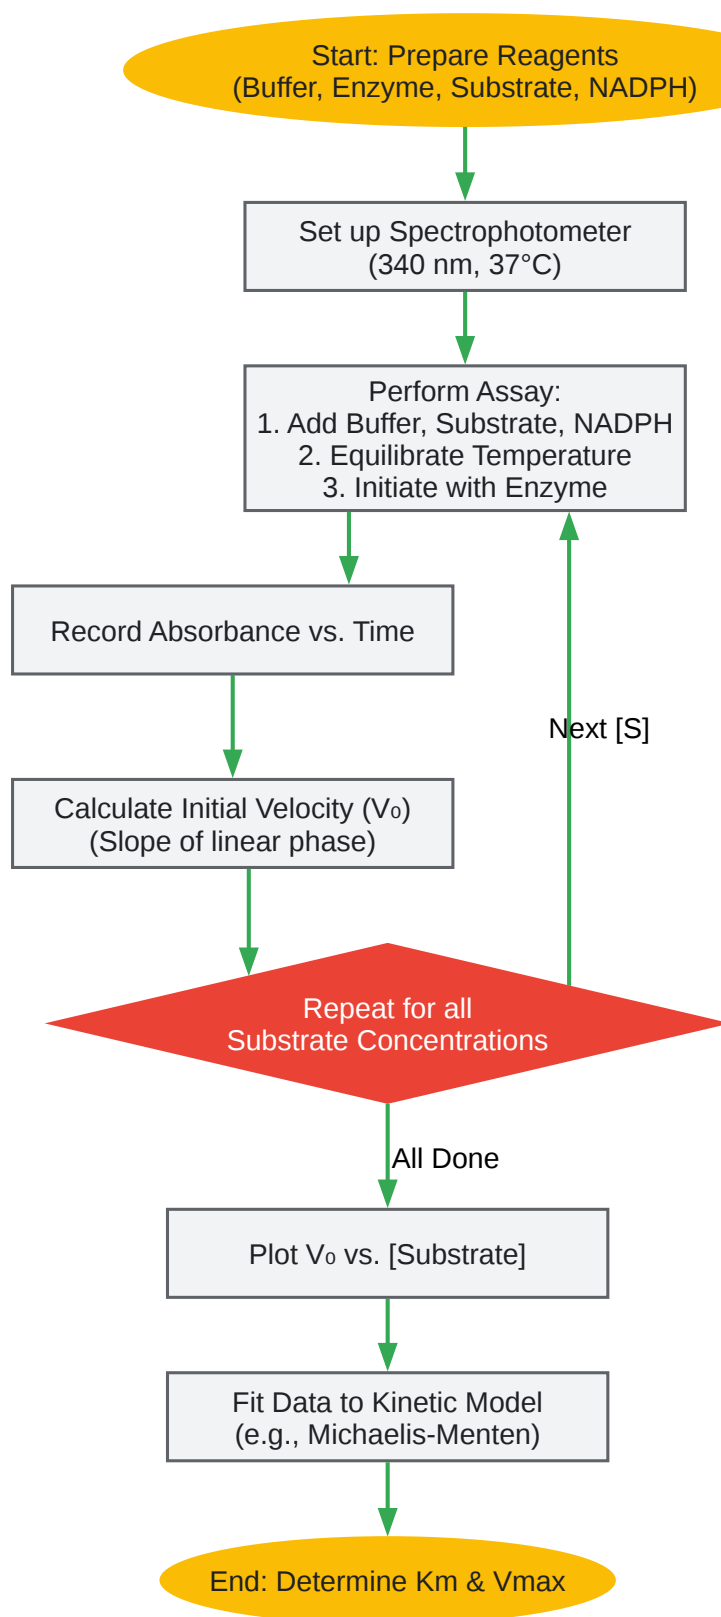 Start: Prepare Reagents
(Buffer, Enzyme, Substrate, NADPH)
Set up Spectrophotometer
(340 nm, 37°C)
Perform Assay:
1. Add Buffer, Substrate, NADPH
2. Equilibrate Temperature
3. Initiate with Enzyme
Record Absorbance vs. Time
Next [S]
Calculate Initial Velocity (V₀)
(Slope of linear phase)
Repeat for all
Substrate Concentrations
All Done
Plot V₀ vs. [Substrate]
Fit Data to Kinetic Model
(e.g., Michaelis-Menten)
End: Determine Km & Vmax